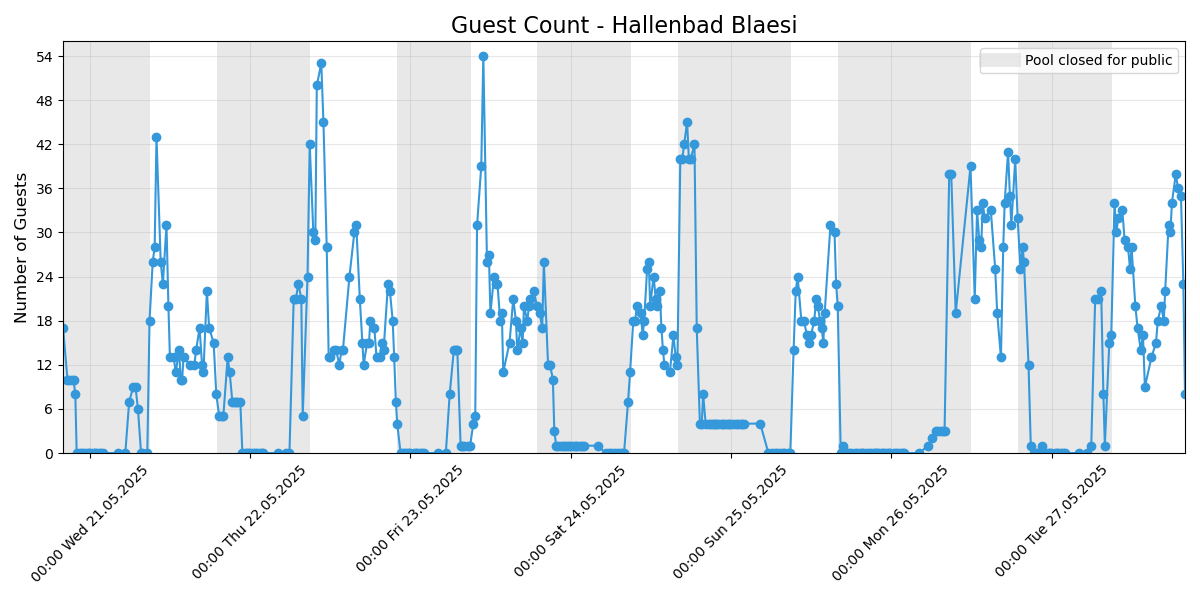 Guest Count - Hallenbad Blaesi
Pool closed for public
Number of Guests
54
48
42
36
30
24
18
12
6
0
00:00 Wed 21.05.2025
00:00 Thu 22.05.2025
00:00 Fri 23.05.2025
00:00 Sat 24.05.2025
00:00 Sun 25.05.2025
00:00 Mon 26.05.2025
00:00 Tue 27.05.2025